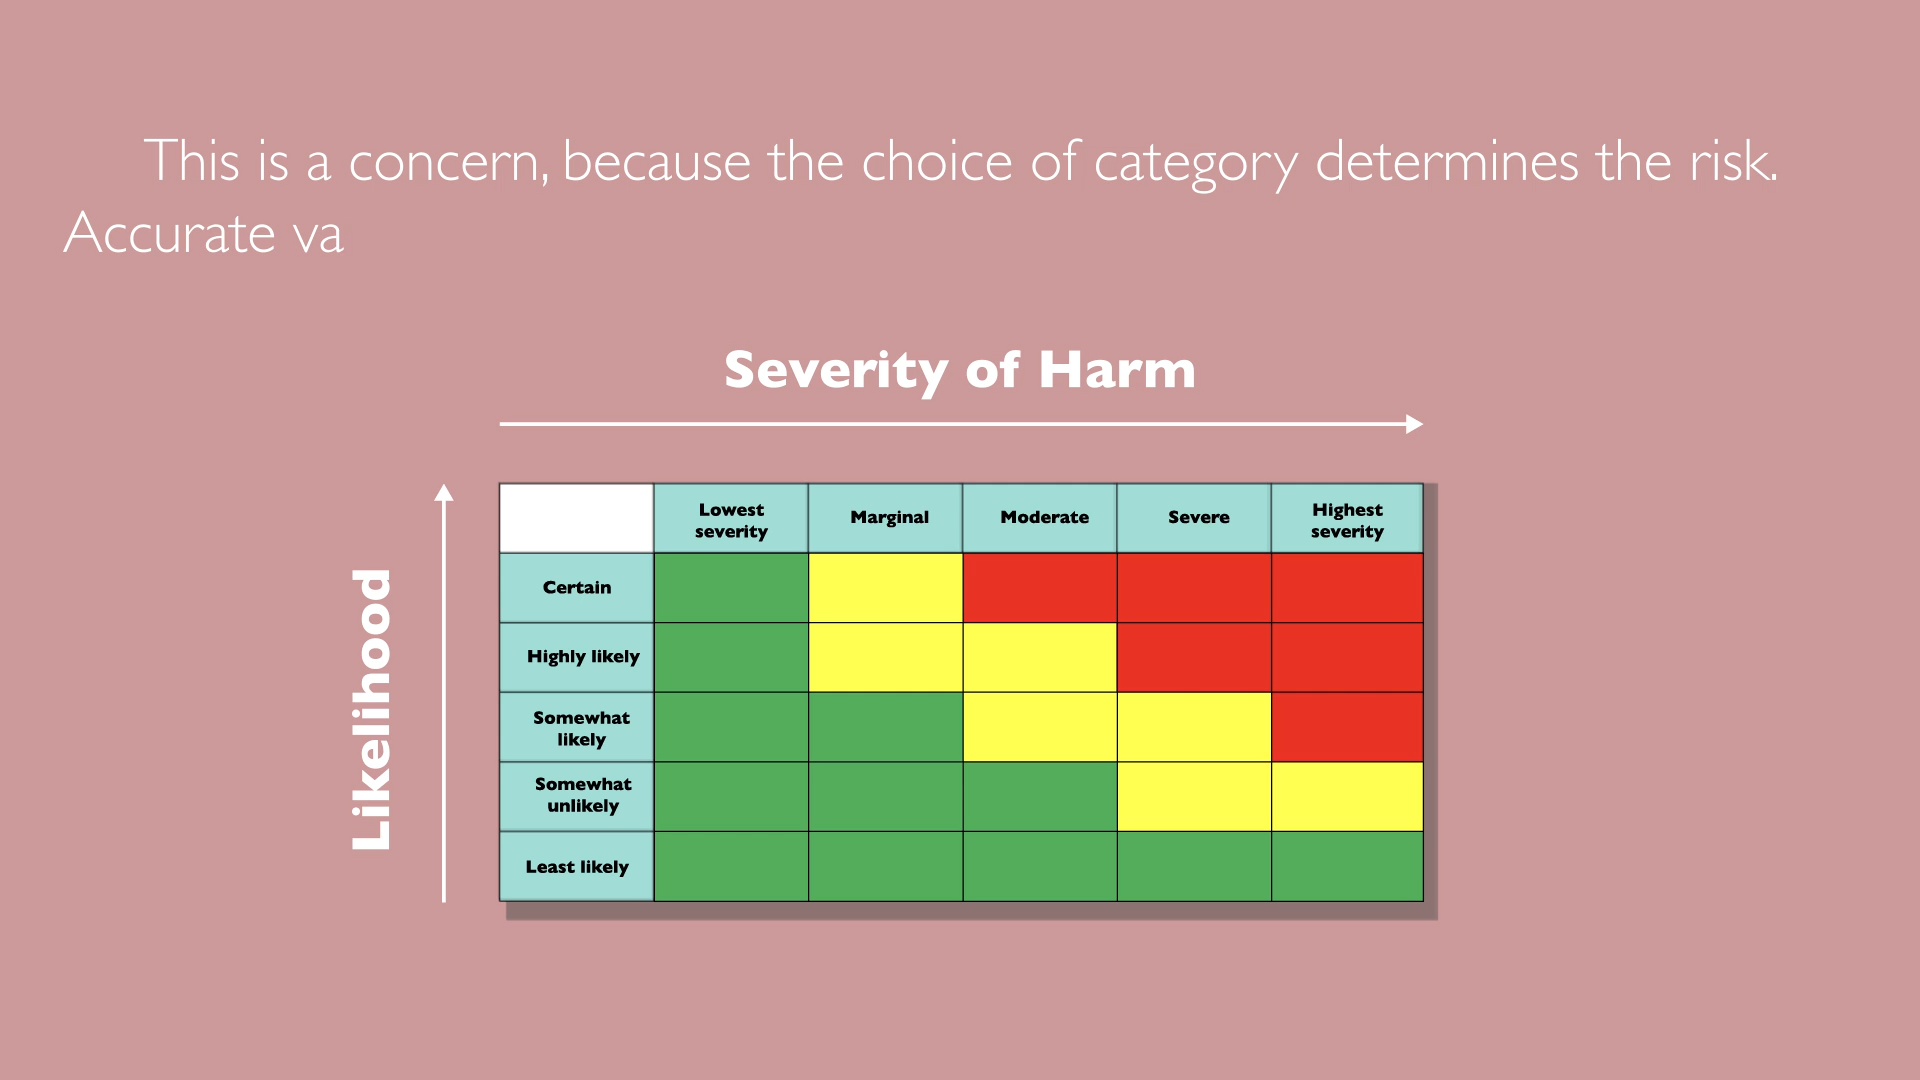 This is a concern, because the choice of category determines the risk.
Accurate va
Severity of Harm
Likelihood
Lowest
severity
Marginal
Moderate
Severe
Highest
severity
Certain
Highly likely
Somewhat
likely
Somewhat
unlikely
Least likely